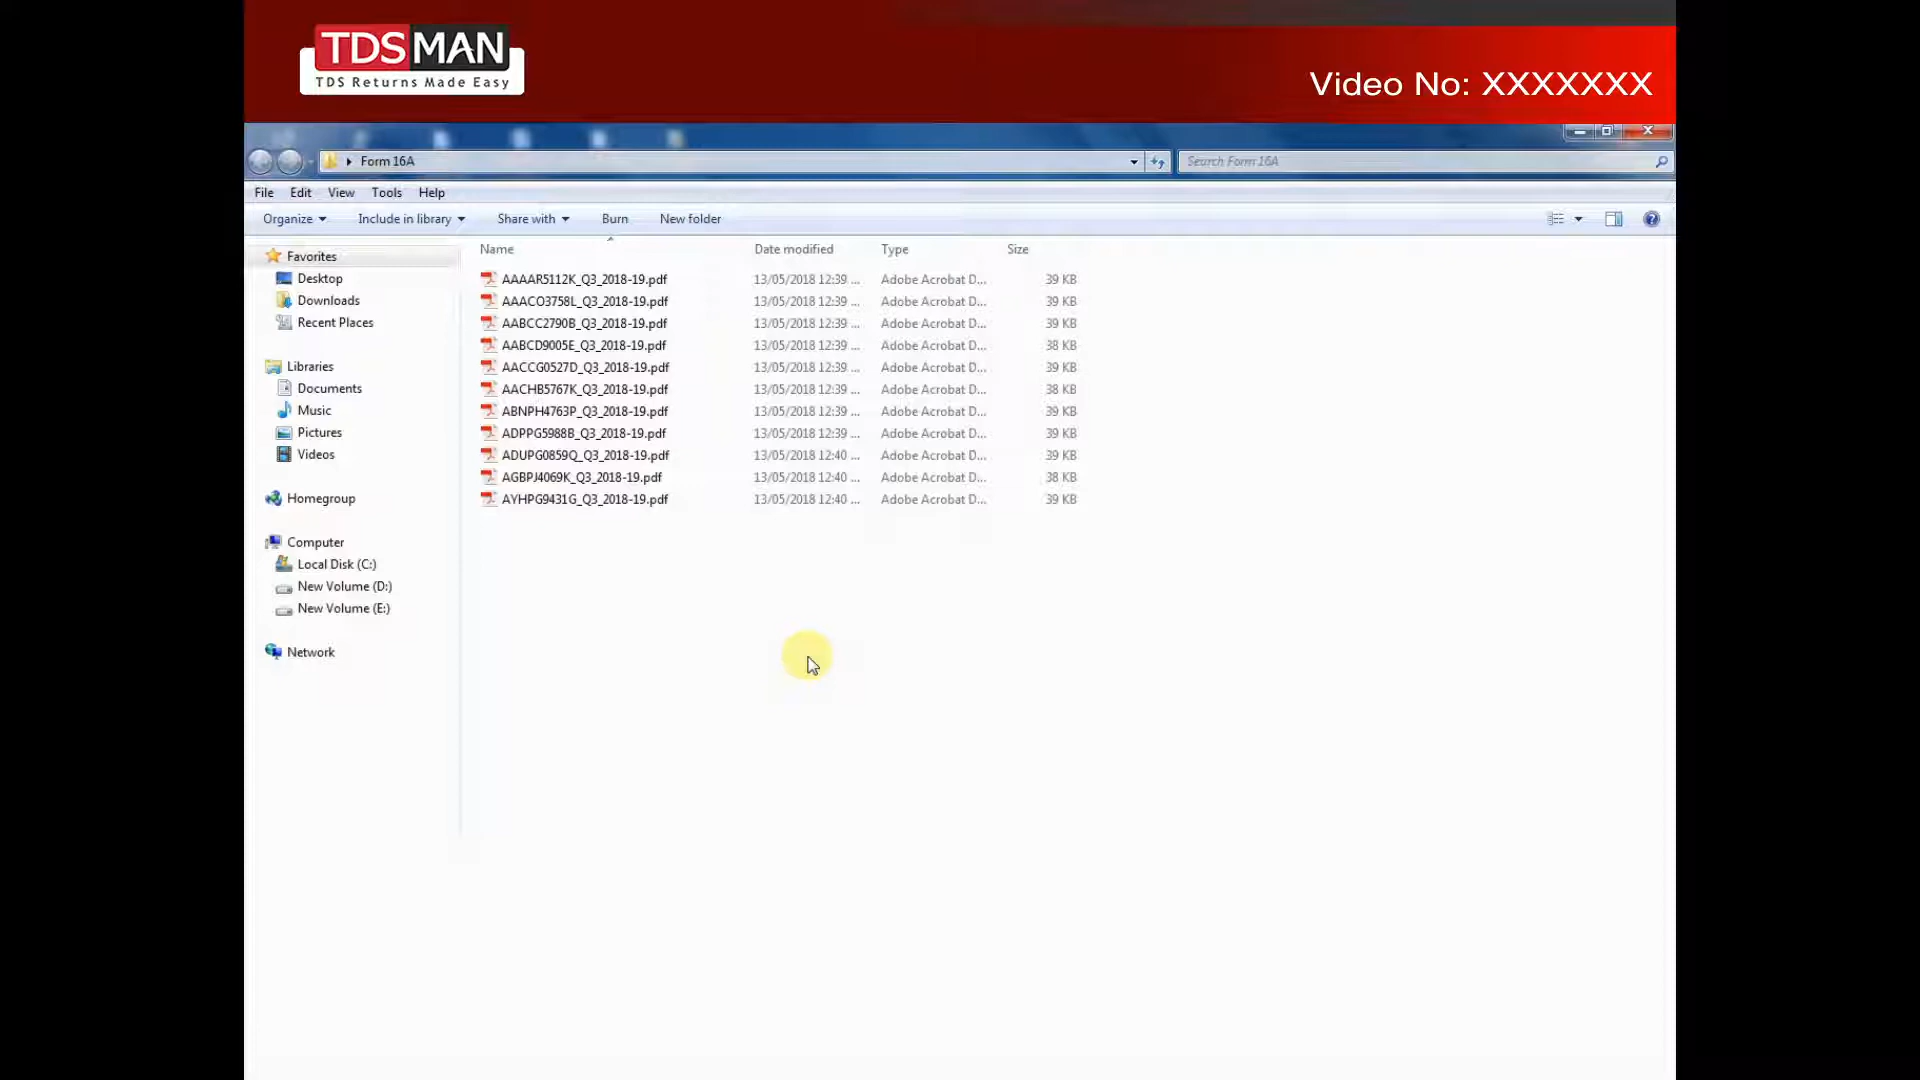 TDSMAN
TDS Returns Made Easy
Video No: XXXXXXX
Form 16A
Search Form 16A
File Edit View Tools Help
Organize Include in library Share with Burn New folder
Name Date modified Type Size
Favorites
Desktop
Downloads
Recent Places
Libraries
Documents
Music
Pictures
Videos
Homegroup
Computer
Local Disk (C:)
New Volume (D:)
New Volume (E:)
Network
AAAAR5112K_Q3_2018-19.pdf 13/05/2018 12:39 ... Adobe Acrobat D... 39 KB
AAACO3758L_Q3_2018-19.pdf 13/05/2018 12:39 ... Adobe Acrobat D... 39 KB
AABCC2790B_Q3_2018-19.pdf 13/05/2018 12:39 ... Adobe Acrobat D... 39 KB
AABCD9005E_Q3_2018-19.pdf 13/05/2018 12:39 ... Adobe Acrobat D... 38 KB
AACCG0527D_Q3_2018-19.pdf 13/05/2018 12:39 ... Adobe Acrobat D... 39 KB
AACHB5767K_Q3_2018-19.pdf 13/05/2018 12:39 ... Adobe Acrobat D... 38 KB
ABNPH4763P_Q3_2018-19.pdf 13/05/2018 12:39 ... Adobe Acrobat D... 39 KB
ADPPG5988B_Q3_2018-19.pdf 13/05/2018 12:39 ... Adobe Acrobat D... 39 KB
ADUPG0859Q_Q3_2018-19.pdf 13/05/2018 12:40 ... Adobe Acrobat D... 39 KB
AGBPJ4069K_Q3_2018-19.pdf 13/05/2018 12:40 ... Adobe Acrobat D... 38 KB
AYHPG9431G_Q3_2018-19.pdf 13/05/2018 12:40 ... Adobe Acrobat D... 39 KB